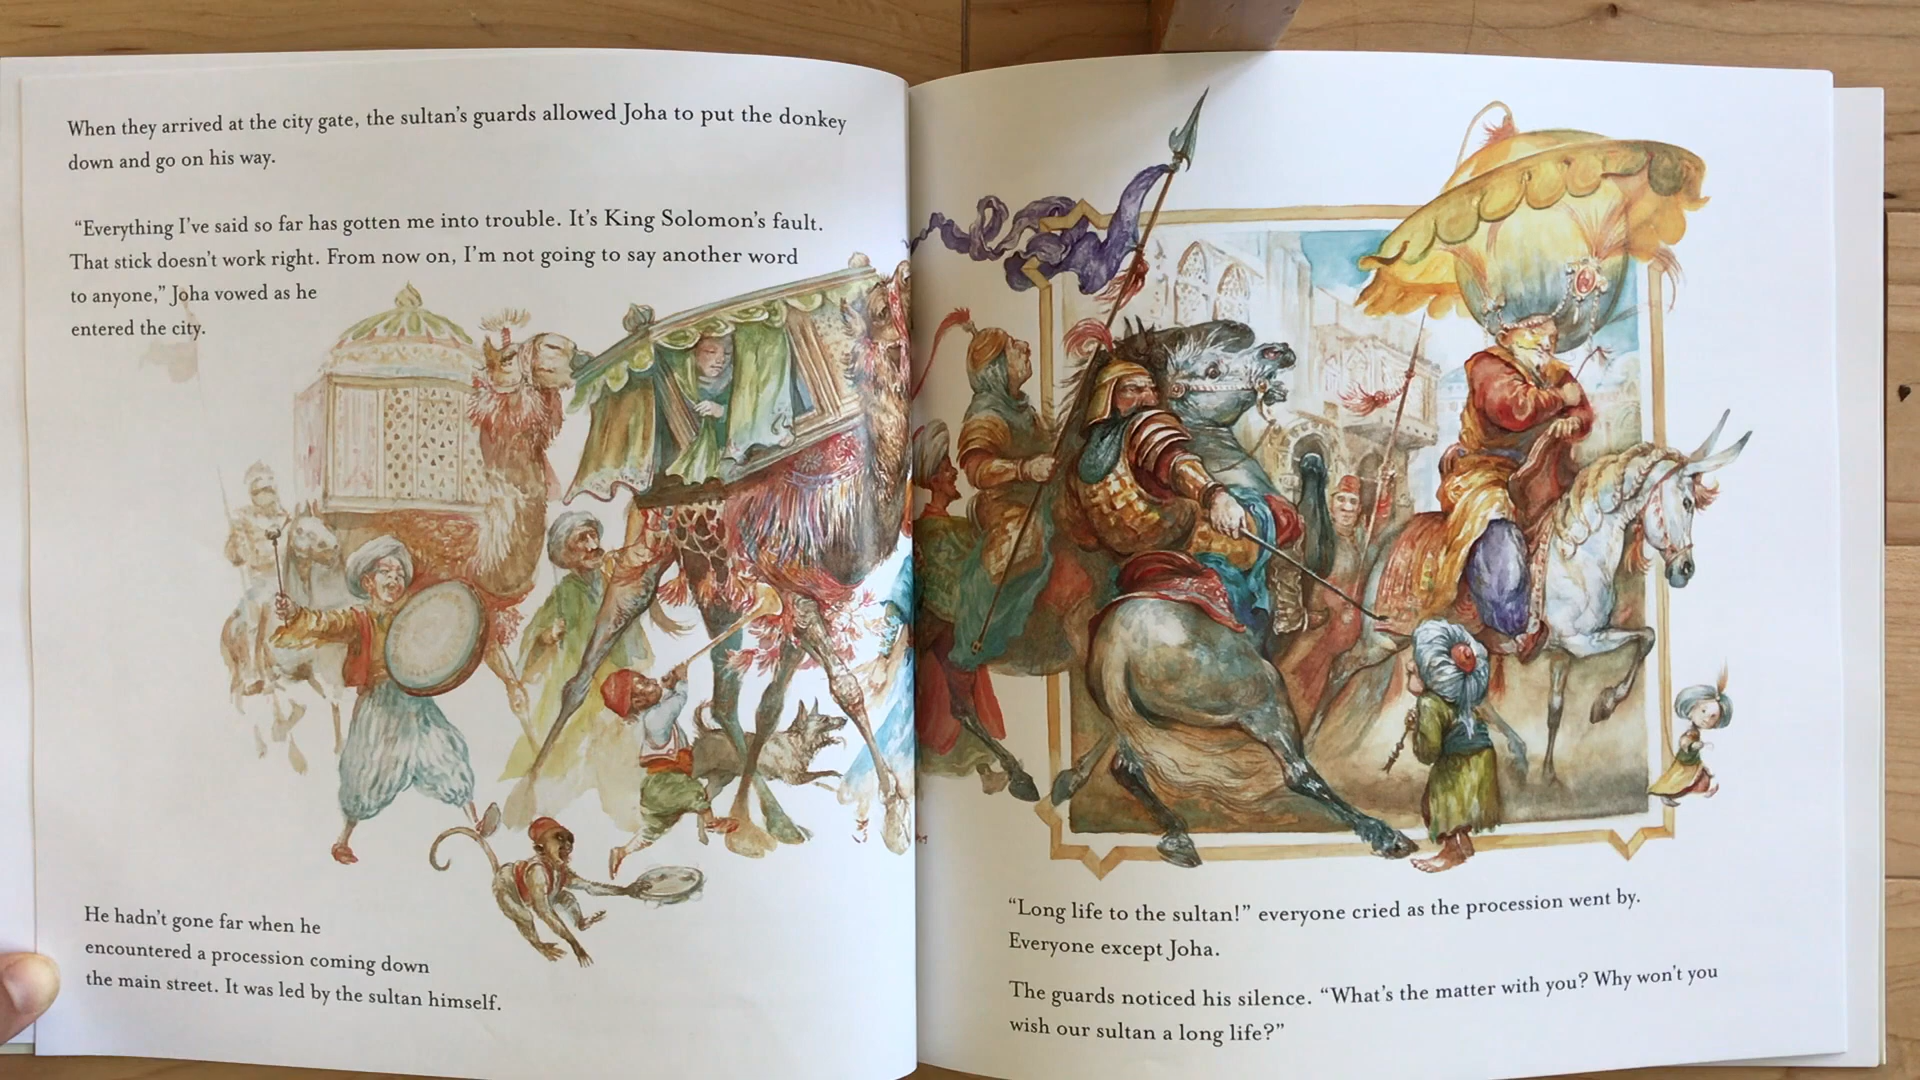 When they arrived at the city gate, the sultan's guards allowed Joha to put the donkey
down and go on his way.
“Everything I've said so far has gotten me into trouble. It's King Solomon's fault.
That stick doesn't work right. From now on, I'm not going to say another word
to anyone,” Joha vowed as he
entered the city.
He hadn't gone far when he
encountered a procession coming down
the main street. It was led by the sultan himself.
“Long life to the sultan!” everyone cried as the procession went by.
Everyone except Joha.
The guards noticed his silence. “What's the matter with you? Why won't you
wish our sultan a long life?”